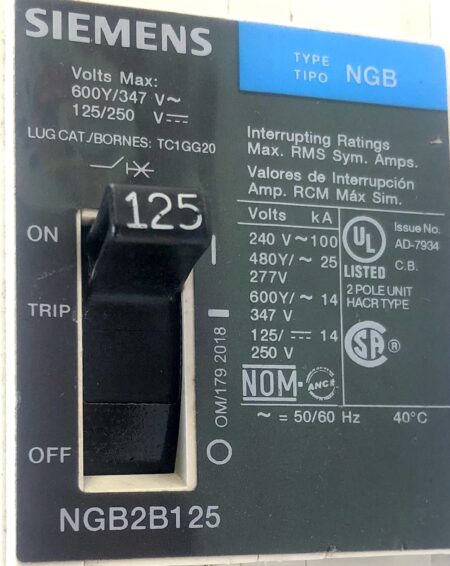 SIEMENS
TYPE
TIPO NGB
Volts Max:
600Y/347 V~
125/250 V⎓
LUG CAT./BORNES: TC1GG20
Interrupting Ratings
Max. RMS Sym. Amps.
Valores de Interrupción
Amp. RCM Máx Sim.
125
ON
TRIP
OFF
OM/179 2018
Volts kA
240 V~ 100
480Y/ ~ 25
277V
600Y/ ~ 14
347 V
125/ ⎓ 14
250 V
UL
LISTED
Issue No.
AD-7934
C.B.
2 POLE UNIT
HACR TYPE
SA ®
NOM
ANCE
~ = 50/60 Hz 40°C
NGB2B125